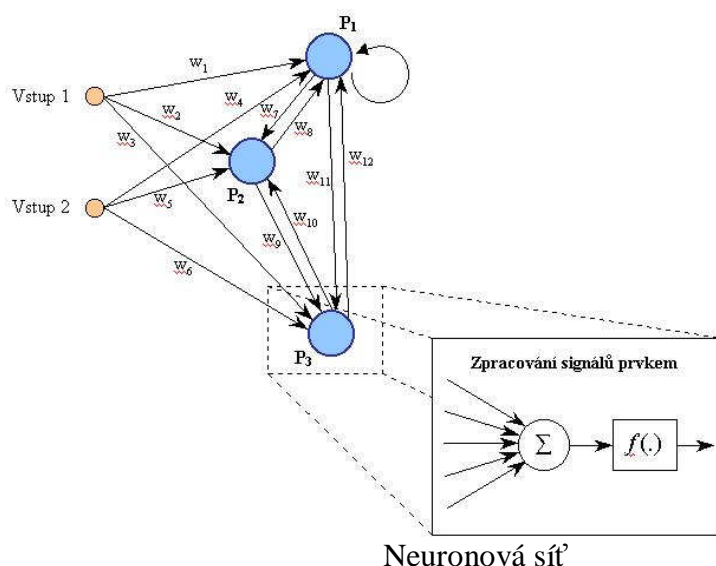 P1
w1
Vstup 1
w4
w7
w2
w8
w3
w12
w11
P2
Vstup 2
w5
w10
w9
w6
P3
Zpracování signálů prvkem
Σ
f(.)
Neuronová síť